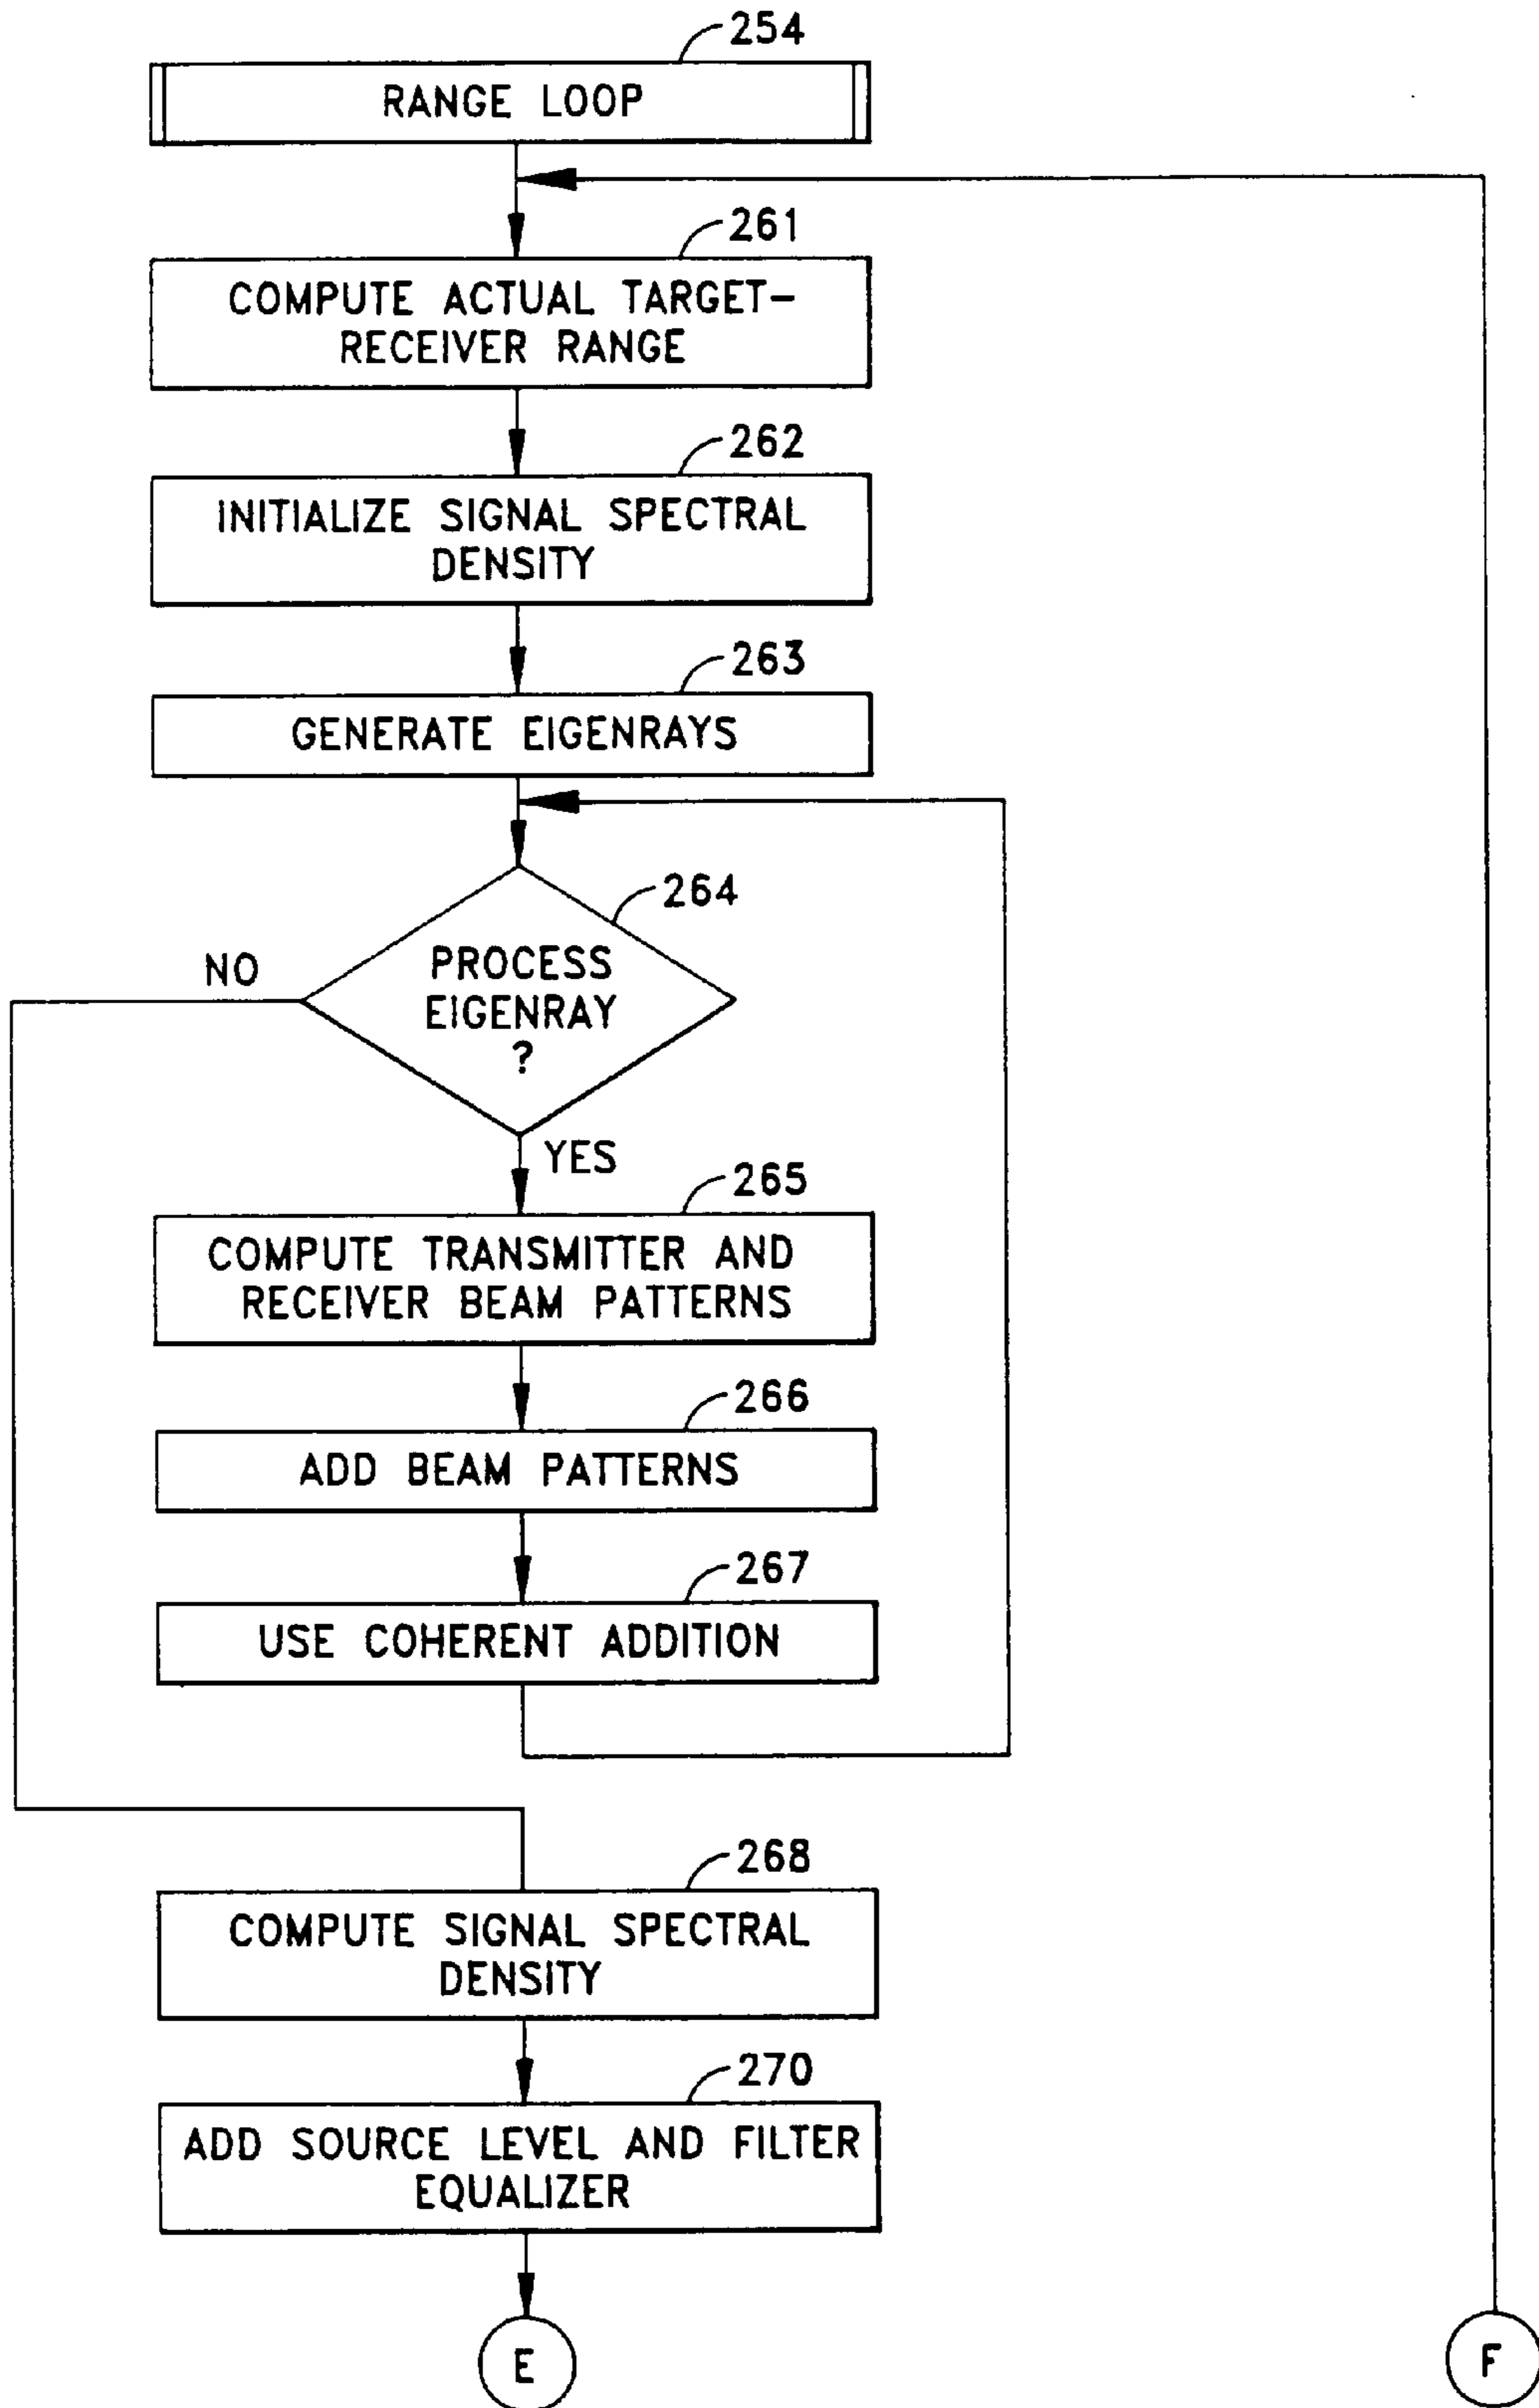 254
RANGE LOOP
261
COMPUTE ACTUAL TARGET-
RECEIVER RANGE
262
INITIALIZE SIGNAL SPECTRAL
DENSITY
263
GENERATE EIGENRAYS
264
NO
PROCESS
EIGENRAY
?
YES
265
COMPUTE TRANSMITTER AND
RECEIVER BEAM PATTERNS
266
ADD BEAM PATTERNS
267
USE COHERENT ADDITION
268
COMPUTE SIGNAL SPECTRAL
DENSITY
270
ADD SOURCE LEVEL AND FILTER
EQUALIZER
E
F